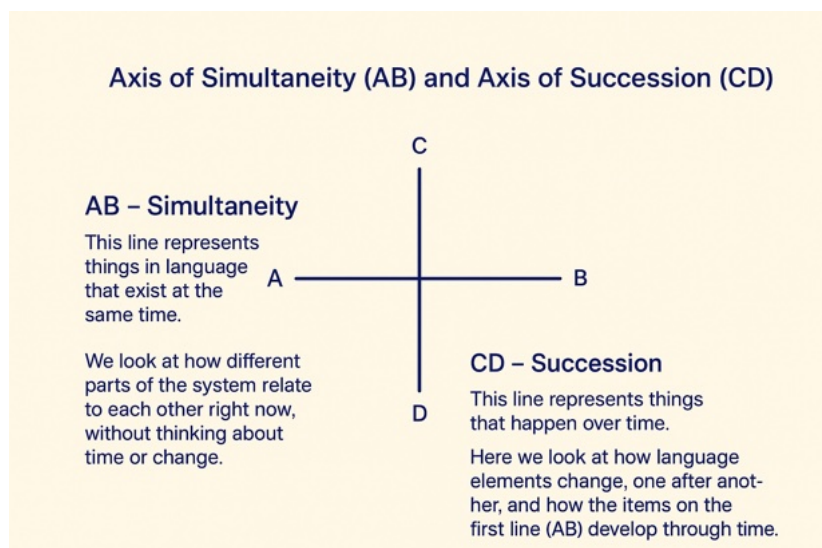 Axis of Simultaneity (AB) and Axis of Succession (CD)
C
AB – Simultaneity
This line represents
things in language
that exist at the
same time.
A
B
We look at how different
parts of the system relate
to each other right now,
without thinking about
time or change.
D
CD – Succession
This line represents things
that happen over time.
Here we look at how language
elements change, one after anot-
her, and how the items on the
first line (AB) develop through time.